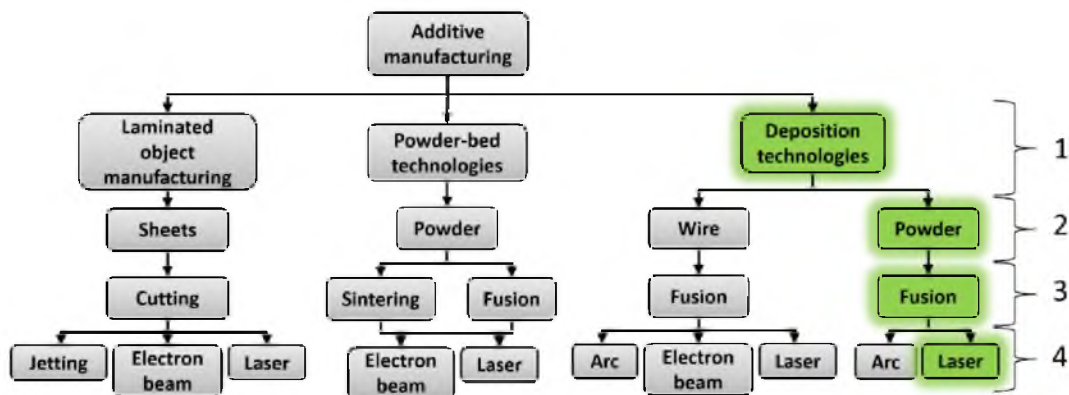 Additive
manufacturing
Laminated
object
manufacturing
Powder-bed
technologies
Deposition
technologies
1
Sheets
Powder
Wire
Powder
2
Cutting
Sintering
Fusion
Fusion
Fusion
3
Jetting
Electron
beam
Laser
Electron
beam
Laser
Arc
Electron
beam
Laser
Arc
Laser
4